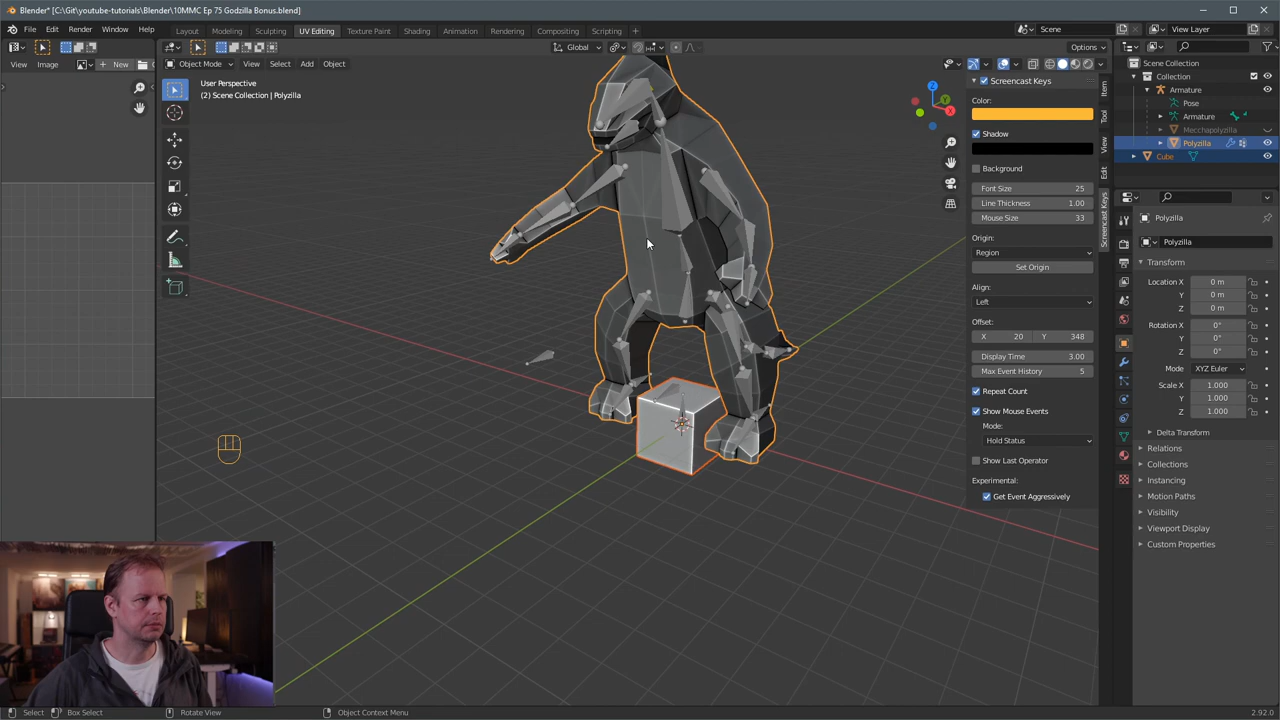 Blender* [C:\Git\youtube-tutorials\Blender\10MMC Ep 75 Godzilla Bonus.blend]
File Edit Render Window Help Layout Modeling Sculpting UV Editing Texture Paint Shading Animation Rendering Compositing Scripting Scene View Layer
Global Options
View Image New Object Mode View Select Add Object
User Perspective
(2) Scene Collection | Polyzilla
Screencast Keys
Color:
Shadow
Background
Font Size 25
Line Thickness 1.00
Mouse Size 33
Origin:
Region
Set Origin
Align:
Left
Offset:
X 20 Y 348
Display Time 3.00
Max Event History 5
Repeat Count
Show Mouse Events
Mode:
Hold Status
Show Last Operator
Experimental:
Get Event Aggressively
Item
Tool
View
Edit
Screencast Keys
Scene Collection
Collection
Armature
Pose
Armature
Mecchapolyzilla
Polyzilla
Cube
Polyzilla
Polyzilla
Transform
Location X 0 m
Y 0 m
Z 0 m
Rotation X 0°
Y 0°
Z 0°
Mode XYZ Euler
Scale X 1.000
Y 1.000
Z 1.000
Delta Transform
Relations
Collections
Instancing
Motion Paths
Visibility
Viewport Display
Custom Properties
X
Y
Z
Select Box Select Rotate View Object Context Menu 2.92.0